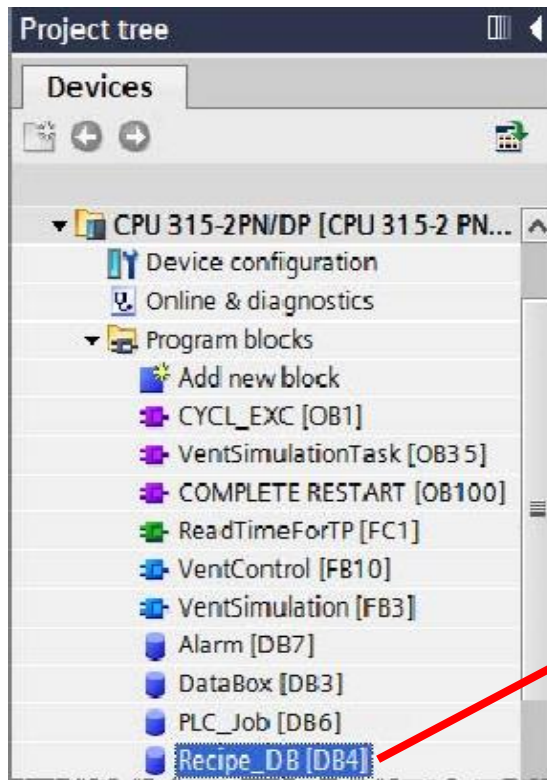 Project tree
Devices
CPU 315-2PN/DP [CPU 315-2 PN...
Device configuration
Online & diagnostics
Program blocks
Add new block
CYCL_EXC [OB1]
VentSimulationTask [OB35]
COMPLETE RESTART [OB100]
ReadTimeForTP [FC1]
VentControl [FB10]
VentSimulation [FB3]
Alarm [DB7]
DataBox [DB3]
PLC_Job [DB6]
Recipe_DB [DB4]